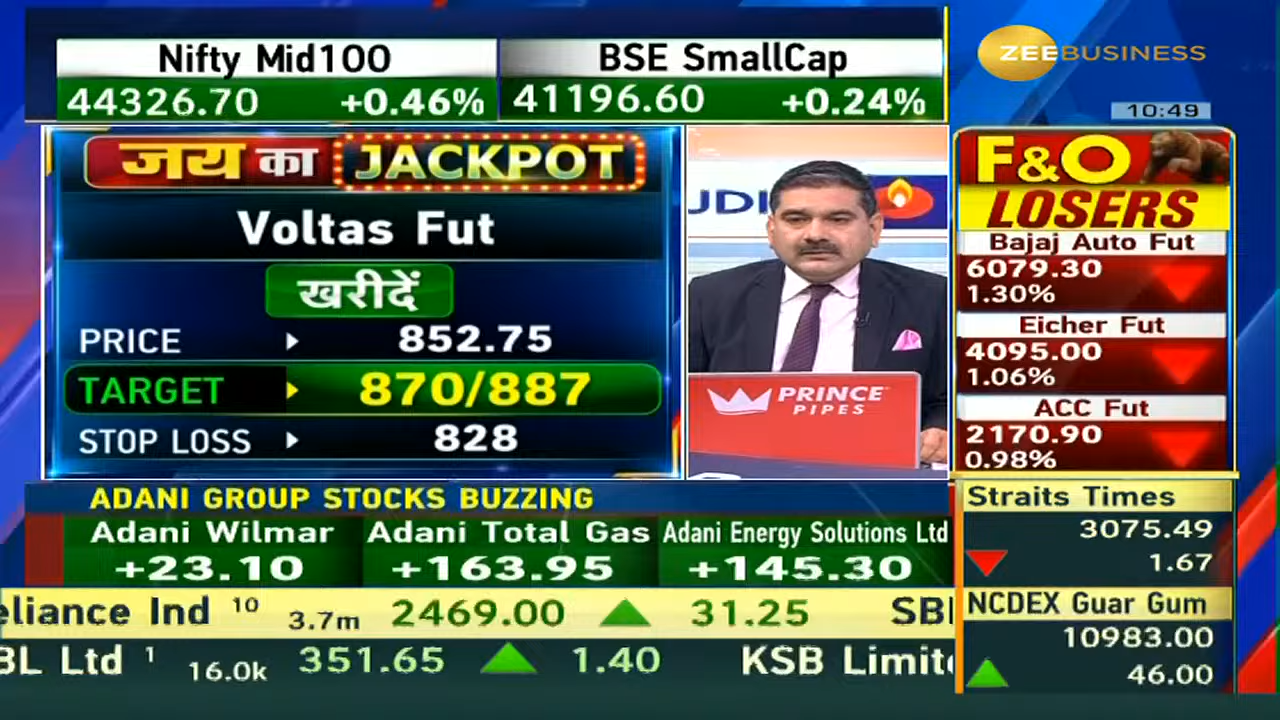 Nifty Mid100
44326.70 +0.46%
BSE SmallCap
41196.60 +0.24%
ZEEBUSINESS
10:49
जय का JACKPOT
Voltas Fut
खरीदें
PRICE 852.75
TARGET 870/887
STOP LOSS 828
UDI
PRINCE
PIPES
F&O
LOSERS
Bajaj Auto Fut
6079.30
1.30%
Eicher Fut
4095.00
1.06%
ACC Fut
2170.90
0.98%
Straits Times
3075.49
1.67
NCDEX Guar Gum
10983.00
46.00
ADANI GROUP STOCKS BUZZING
Adani Wilmar
+23.10
Adani Total Gas
+163.95
Adani Energy Solutions Ltd
+145.30
eliance Ind 10 3.7m 2469.00 31.25 SBI
BL Ltd 1 16.0k 351.65 1.40 KSB Limite